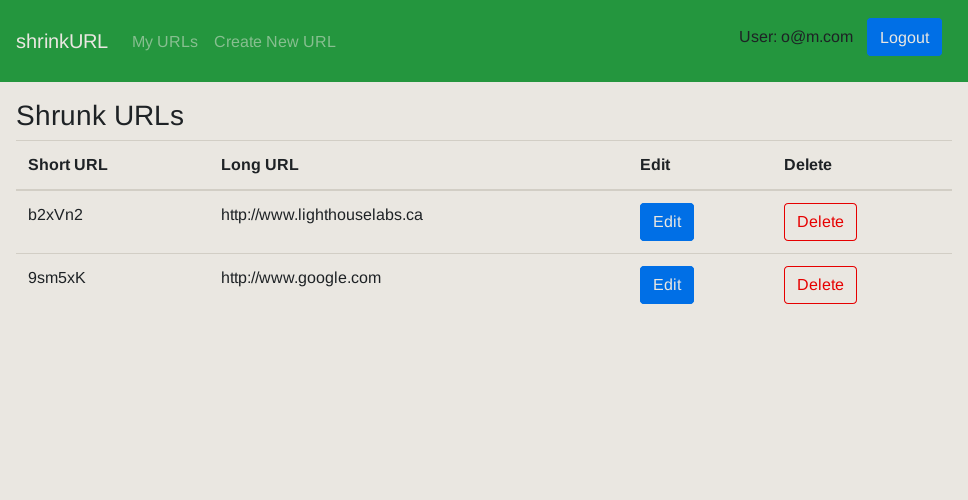 shrinkURL My URLs Create New URL User: o@m.com Logout
Shrunk URLs
Short URL Long URL Edit Delete
b2xVn2 http://www.lighthouselabs.ca Edit Delete
9sm5xK http://www.google.com Edit Delete